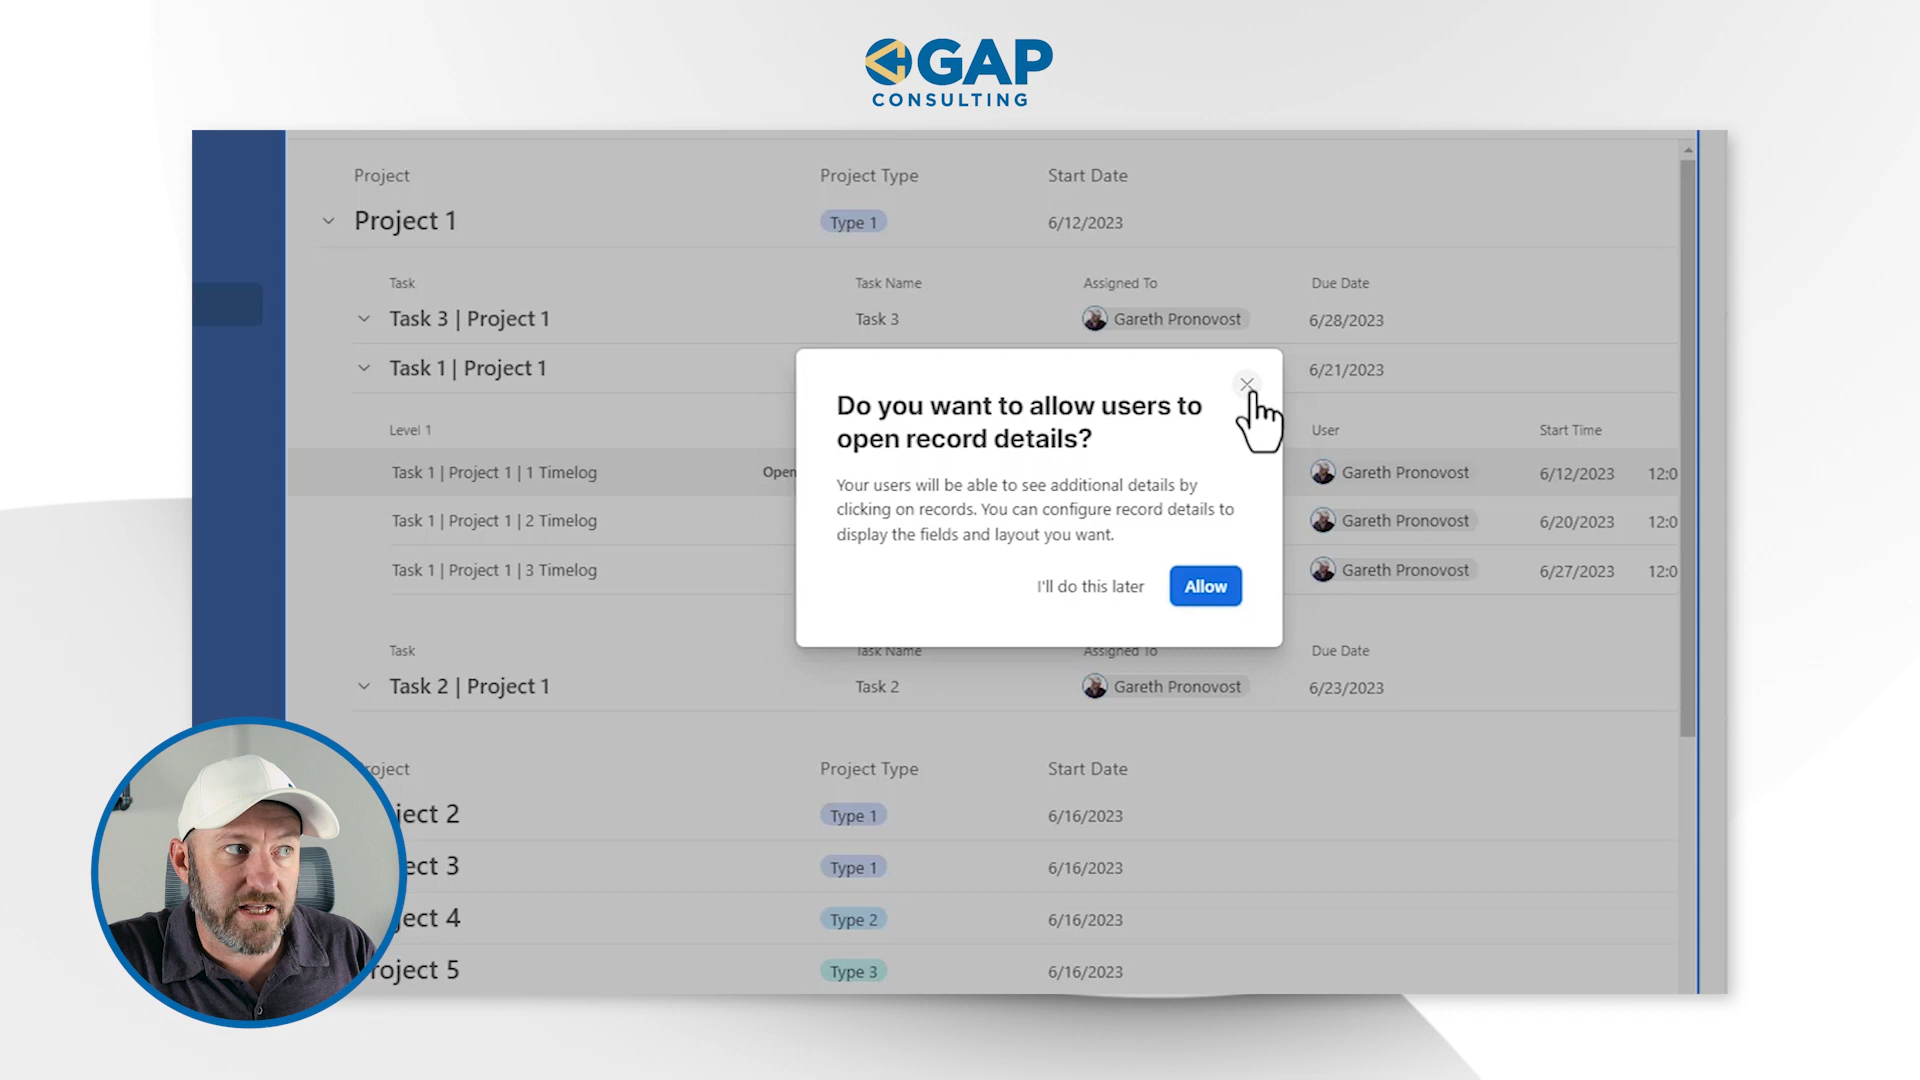 GAP
CONSULTING
Project Project Type Start Date
Project 1 Type 1 6/12/2023
Task Task Name Assigned To Due Date
Task 3 | Project 1 Task 3 Gareth Pronovost 6/28/2023
Task 1 | Project 1 6/21/2023
Do you want to allow users to
open record details?
Your users will be able to see additional details by
clicking on records. You can configure record details to
display the fields and layout you want.
I'll do this later Allow
Level 1 User Start Time
Task 1 | Project 1 | 1 Timelog Open Gareth Pronovost 6/12/2023 12:0
Task 1 | Project 1 | 2 Timelog Gareth Pronovost 6/20/2023 12:0
Task 1 | Project 1 | 3 Timelog Gareth Pronovost 6/27/2023 12:0
Task Task Name Assigned To Due Date
Task 2 | Project 1 Task 2 Gareth Pronovost 6/23/2023
roject Project Type Start Date
ject 2 Type 1 6/16/2023
ect 3 Type 1 6/16/2023
ject 4 Type 2 6/16/2023
roject 5 Type 3 6/16/2023